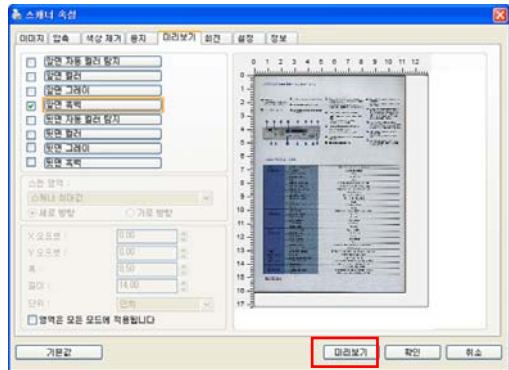 스캐너 속성
이미지 압축 색상 제거 용지 미리보기 회전 설정 정보
앞면 자동 컬러 탐지
앞면 컬러
앞면 그레이
앞면 흑백
뒷면 자동 컬러 탐지
뒷면 컬러
뒷면 그레이
뒷면 흑백
스캔 영역 :
스캐너 최대값
세로 방향 가로 방향
X 오프셋 : 0.00
Y 오프셋 : 0.00
폭 : 8.50
길이 : 14.00
단위 : 인치
영역은 모든 모드에 적용됩니다
0 1 2 3 4 5 6 7 8 9 10 11 12
0
1
2
3
4
5
6
7
8
9
10
11
12
13
14
15
16
17
기본값 미리보기 확인 취소